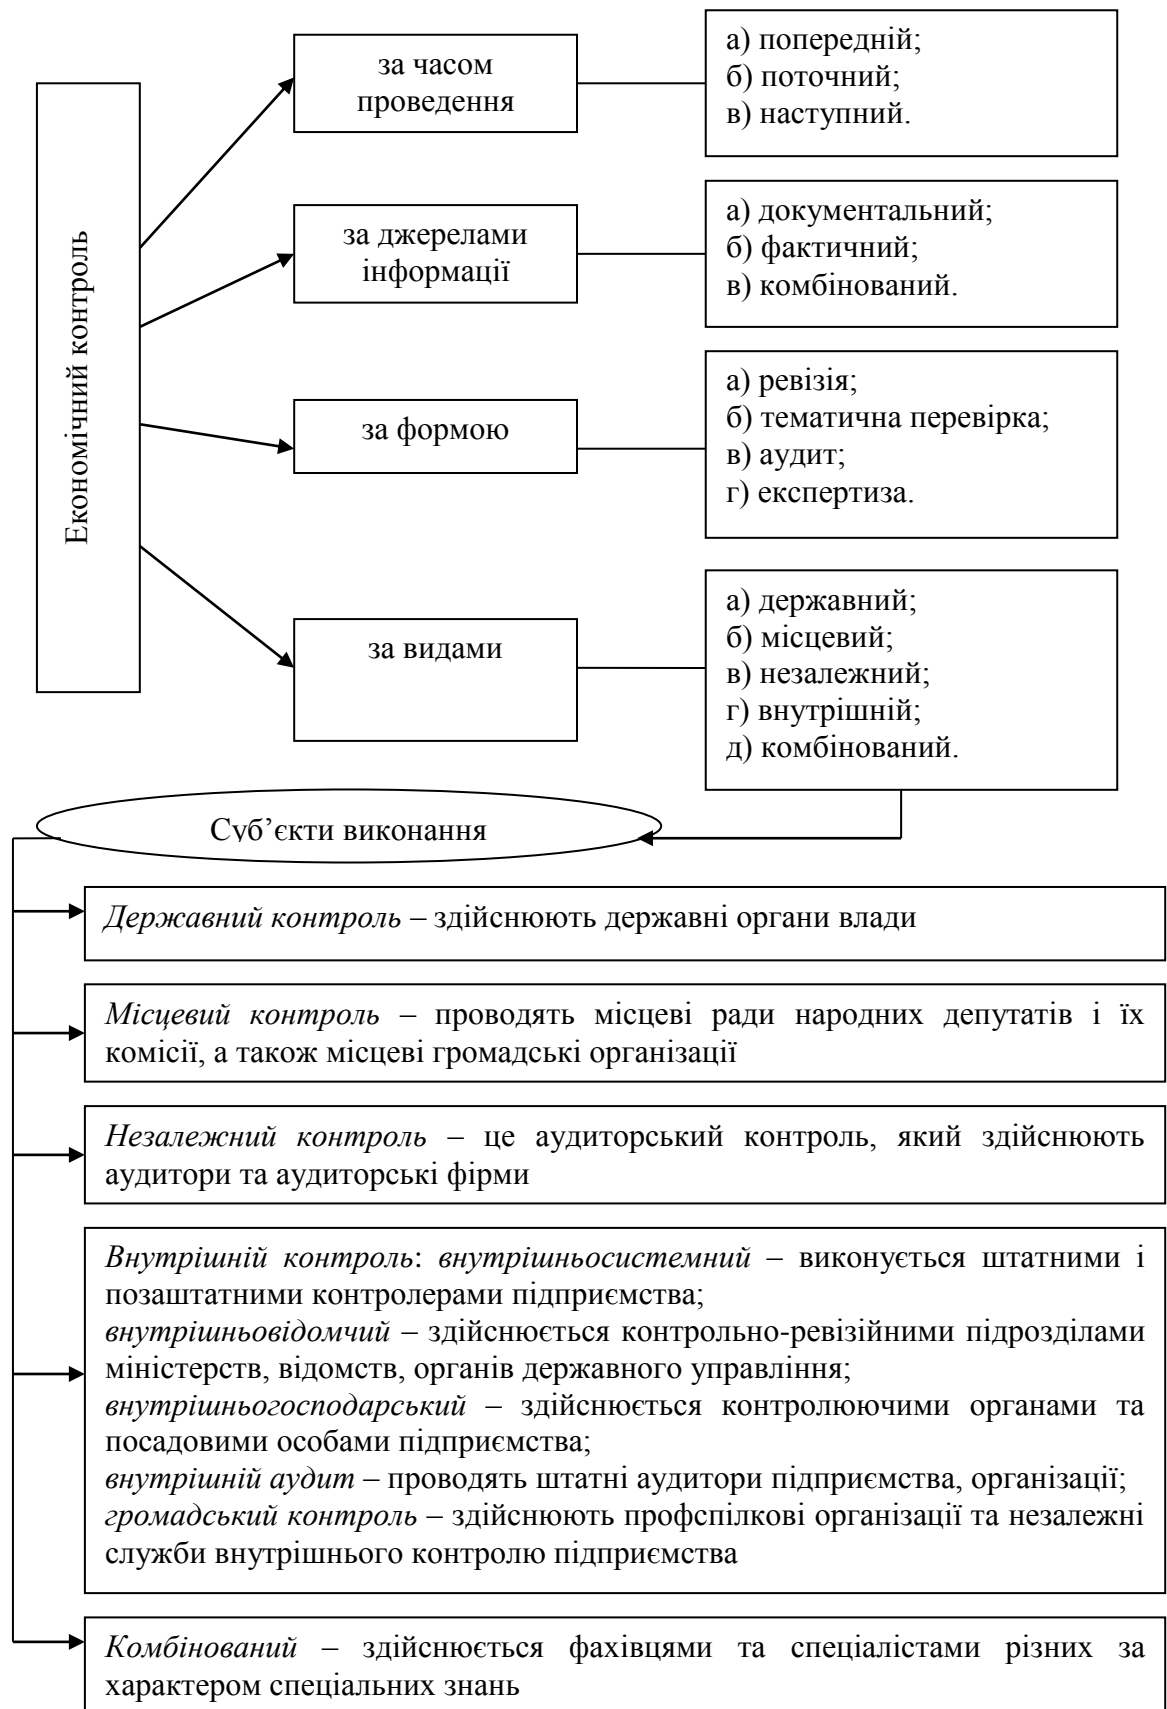 Економічний контроль
за часом
проведення
а) попередній;
б) поточний;
в) наступний.
за джерелами
інформації
а) документальний;
б) фактичний;
в) комбінований.
за формою
а) ревізія;
б) тематична перевірка;
в) аудит;
г) експертиза.
за видами
а) державний;
б) місцевий;
в) незалежний;
г) внутрішній;
д) комбінований.
Суб’єкти виконання
Державний контроль – здійснюють державні органи влади
Місцевий контроль – проводять місцеві ради народних депутатів і їх
комісії, а також місцеві громадські організації
Незалежний контроль – це аудиторський контроль, який здійснюють
аудитори та аудиторські фірми
Внутрішній контроль: внутрішньосистемний – виконується штатними і
позаштатними контролерами підприємства;
внутрішньовідомчий – здійснюється контрольно-ревізійними підрозділами
міністерств, відомств, органів державного управління;
внутрішньогосподарський – здійснюється контролюючими органами та
посадовими особами підприємства;
внутрішній аудит – проводять штатні аудитори підприємства, організації;
громадський контроль – здійснюють профспілкові організації та незалежні
служби внутрішнього контролю підприємства
Комбінований – здійснюється фахівцями та спеціалістами різних за
характером спеціальних знань